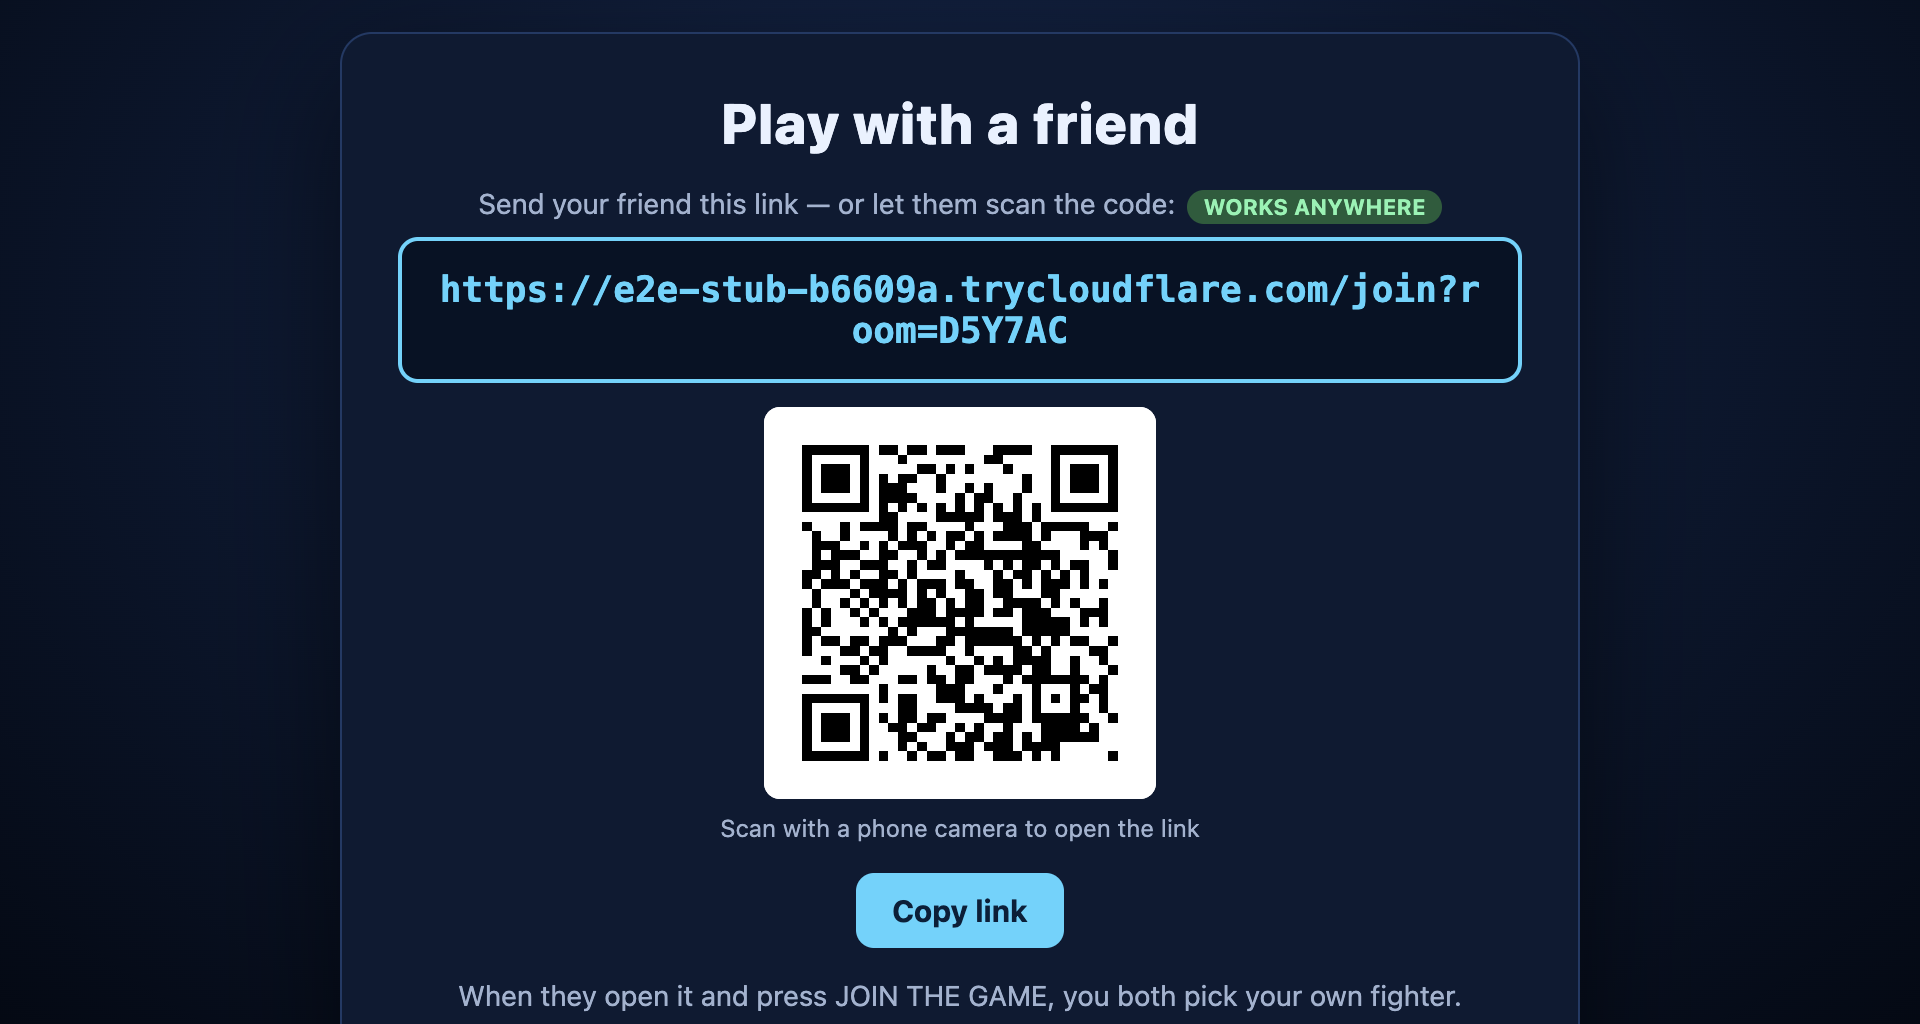 Play with a friend
Send your friend this link — or let them scan the code: WORKS ANYWHERE
https://e2e-stub-b6609a.trycloudflare.com/join?r
oom=D5Y7AC
Scan with a phone camera to open the link
Copy link
When they open it and press JOIN THE GAME, you both pick your own fighter.